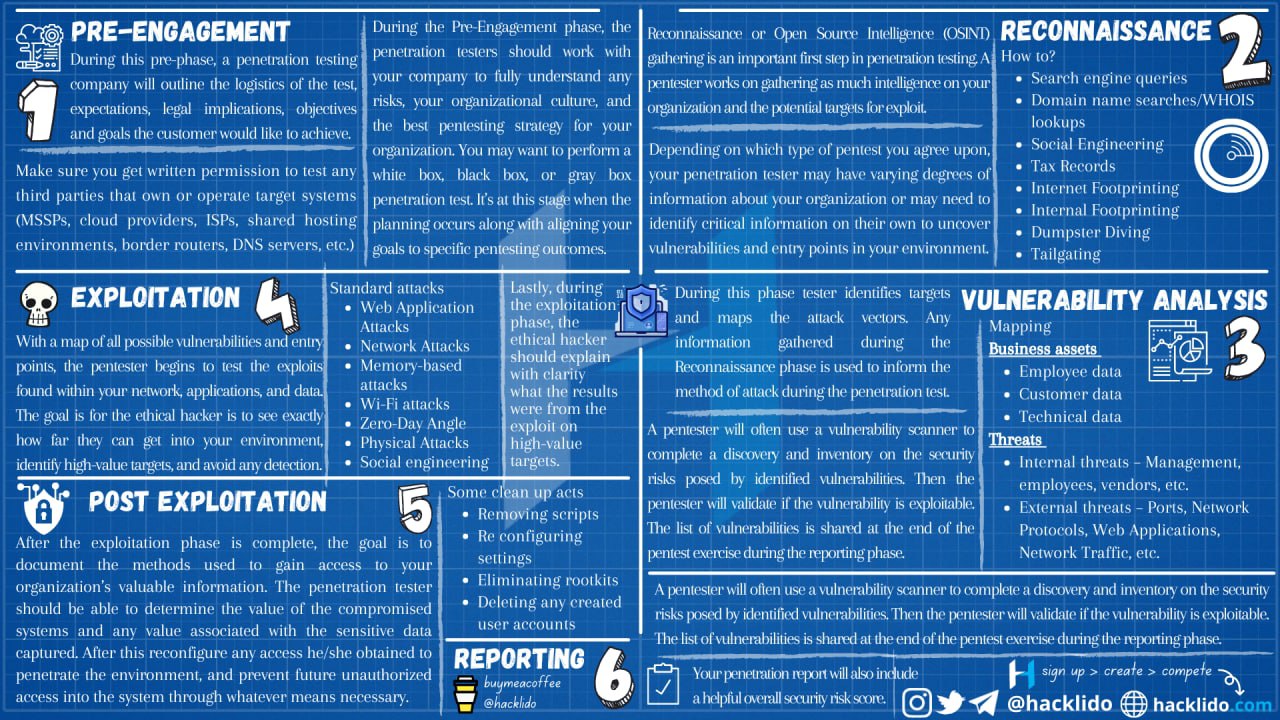 PRE-ENGAGEMENT
1
During this pre-phase, a penetration testing
company will outline the logistics of the test,
expectations, legal implications, objectives
and goals the customer would like to achieve.
Make sure you get written permission to test any
third parties that own or operate target systems
(MSSPs, cloud providers, ISPs, shared hosting
environments, border routers, DNS servers, etc.)
During the Pre-Engagement phase, the
penetration testers should work with
your company to fully understand any
risks, your organizational culture, and
the best pentesting strategy for your
organization. You may want to perform a
white box, black box, or gray box
penetration test. It's at this stage when the
planning occurs along with aligning your
goals to specific pentesting outcomes.
RECONNAISSANCE
2
Reconnaissance or Open Source Intelligence (OSINT)
gathering is an important first step in penetration testing. A
pentester works on gathering as much intelligence on your
organization and the potential targets for exploit.
Depending on which type of pentest you agree upon,
your penetration tester may have varying degrees of
information about your organization or may need to
identify critical information on their own to uncover
vulnerabilities and entry points in your environment.
How to?
• Search engine queries
• Domain name searches/WHOIS
lookups
• Social Engineering
• Tax Records
• Internet Footprinting
• Internal Footprinting
• Dumpster Diving
• Tailgating
VULNERABILITY ANALYSIS
3
During this phase tester identifies targets
and maps the attack vectors. Any
information gathered during the
Reconnaissance phase is used to inform the
method of attack during the penetration test.
A pentester will often use a vulnerability scanner to
complete a discovery and inventory on the security
risks posed by identified vulnerabilities. Then the
pentester will validate if the vulnerability is exploitable.
The list of vulnerabilities is shared at the end of the
pentest exercise during the reporting phase.
Mapping
Business assets
• Employee data
• Customer data
• Technical data
Threats
• Internal threats – Management,
employees, vendors, etc.
• External threats – Ports, Network
Protocols, Web Applications,
Network Traffic, etc.
EXPLOITATION
4
With a map of all possible vulnerabilities and entry
points, the pentester begins to test the exploits
found within your network, applications, and data.
The goal is for the ethical hacker is to see exactly
how far they can get into your environment,
identify high-value targets, and avoid any detection.
Standard attacks
• Web Application
Attacks
• Network Attacks
• Memory-based
attacks
• Wi-Fi attacks
• Zero-Day Angle
• Physical Attacks
• Social engineering
Lastly, during
the exploitation
phase, the
ethical hacker
should explain
with clarity
what the results
were from the
exploit on
high-value
targets.
POST EXPLOITATION
5
After the exploitation phase is complete, the goal is to
document the methods used to gain access to your
organization's valuable information. The penetration tester
should be able to determine the value of the compromised
systems and any value associated with the sensitive data
captured. After this reconfigure any access he/she obtained to
penetrate the environment, and prevent future unauthorized
access into the system through whatever means necessary.
Some clean up acts
• Removing scripts
• Re configuring
settings
• Eliminating rootkits
• Deleting any created
user accounts
REPORTING
6
buymeacoffee
@hacklido
A pentester will often use a vulnerability scanner to complete a discovery and inventory on the security
risks posed by identified vulnerabilities. Then the pentester will validate if the vulnerability is exploitable.
The list of vulnerabilities is shared at the end of the pentest exercise during the reporting phase.
Your penetration report will also include
a helpful overall security risk score.
sign up > create > compete
@hacklido
hacklido.com